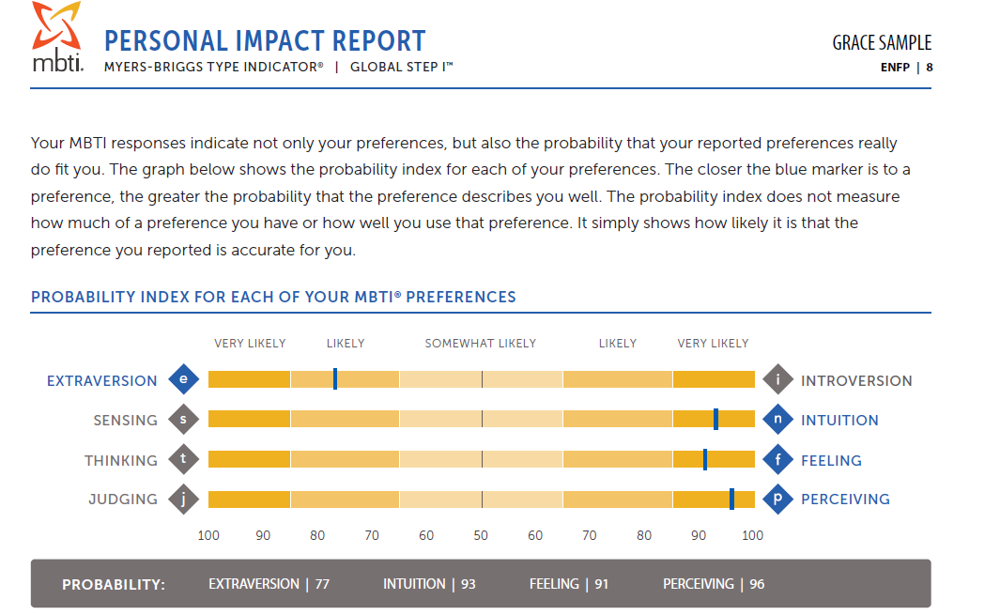 mbti.
PERSONAL IMPACT REPORT
MYERS-BRIGGS TYPE INDICATOR® | GLOBAL STEP I™
GRACE SAMPLE
ENFP | 8
Your MBTI responses indicate not only your preferences, but also the probability that your reported preferences really
do fit you. The graph below shows the probability index for each of your preferences. The closer the blue marker is to a
preference, the greater the probability that the preference describes you well. The probability index does not measure
how much of a preference you have or how well you use that preference. It simply shows how likely it is that the
preference you reported is accurate for you.
PROBABILITY INDEX FOR EACH OF YOUR MBTI® PREFERENCES
VERY LIKELY LIKELY SOMEWHAT LIKELY LIKELY VERY LIKELY
EXTRAVERSION e i INTROVERSION
SENSING s n INTUITION
THINKING t f FEELING
JUDGING j p PERCEIVING
100 90 80 70 60 50 60 70 80 90 100
PROBABILITY: EXTRAVERSION | 77 INTUITION | 93 FEELING | 91 PERCEIVING | 96